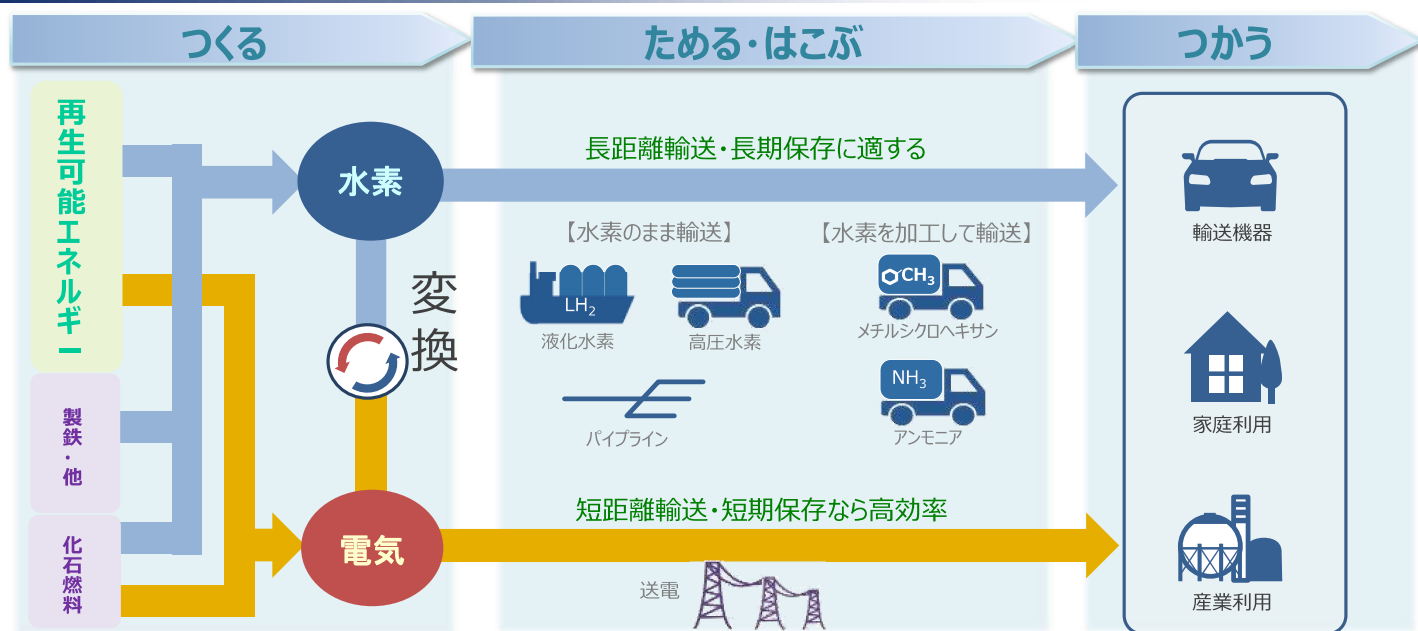 つくる
ためる・はこぶ
つかう
再生可能エネルギー
製鉄・他
化石燃料
水素
変換
電気
長距離輸送・長期保存に適する
【水素のまま輸送】
【水素を加工して輸送】
LH₂
液化水素
高圧水素
CH₃
メチルシクロヘキサン
パイプライン
NH₃
アンモニア
短距離輸送・短期保存なら高効率
送電
輸送機器
家庭利用
産業利用